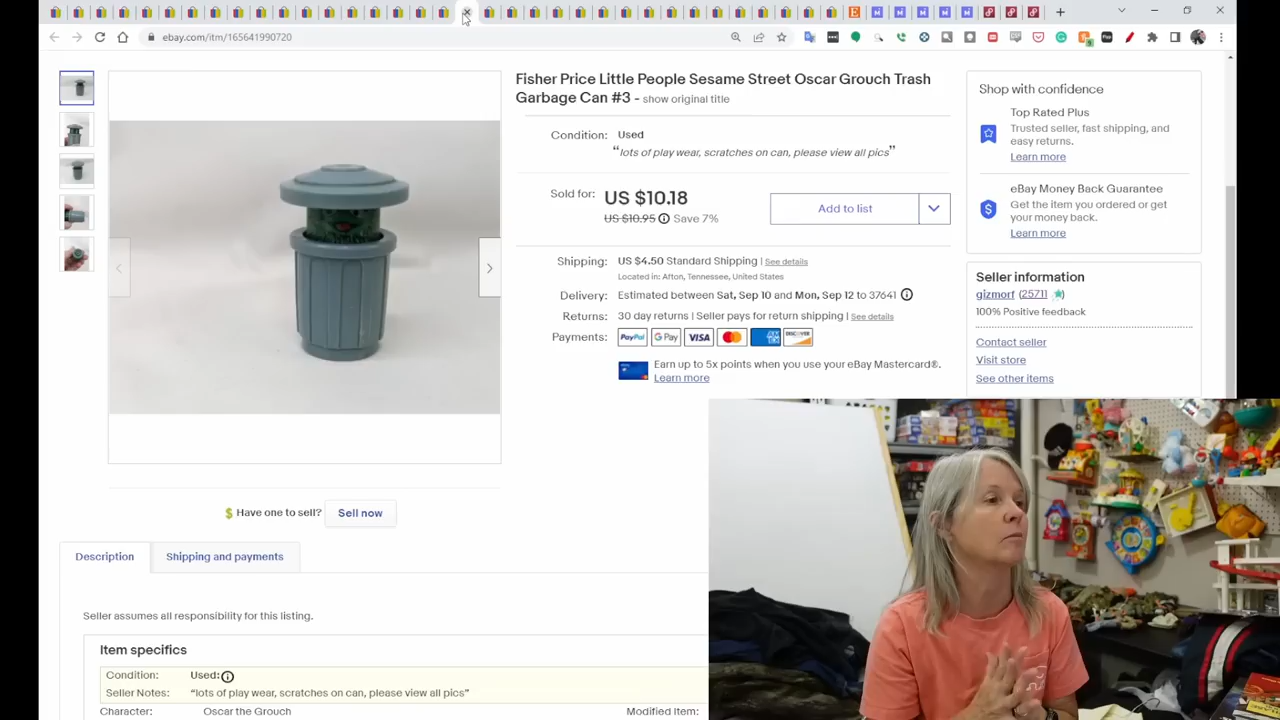 ebay.com/itm/165641990720
Fisher Price Little People Sesame Street Oscar Grouch Trash
Garbage Can #3 - show original title
Condition: Used
“lots of play wear, scratches on can, please view all pics”
Sold for: US $10.18
US $10.95 Save 7%
Add to list
Shipping: US $4.50 Standard Shipping | See details
Located in: Afton, Tennessee, United States
Delivery: Estimated between Sat, Sep 10 and Mon, Sep 12 to 37641
Returns: 30 day returns | Seller pays for return shipping | See details
Payments: PayPal G Pay VISA DISCOVER
Earn up to 5x points when you use your eBay Mastercard®.
Learn more
Shop with confidence
Top Rated Plus
Trusted seller, fast shipping, and
easy returns.
Learn more
eBay Money Back Guarantee
Get the item you ordered or get
your money back.
Learn more
Seller information
gizmorf (25711)
100% Positive feedback
Contact seller
Visit store
See other items
Have one to sell? Sell now
Description
Shipping and payments
Seller assumes all responsibility for this listing.
Item specifics
Condition: Used
Seller Notes: “lots of play wear, scratches on can, please view all pics”
Character: Oscar the Grouch
Modified Item: